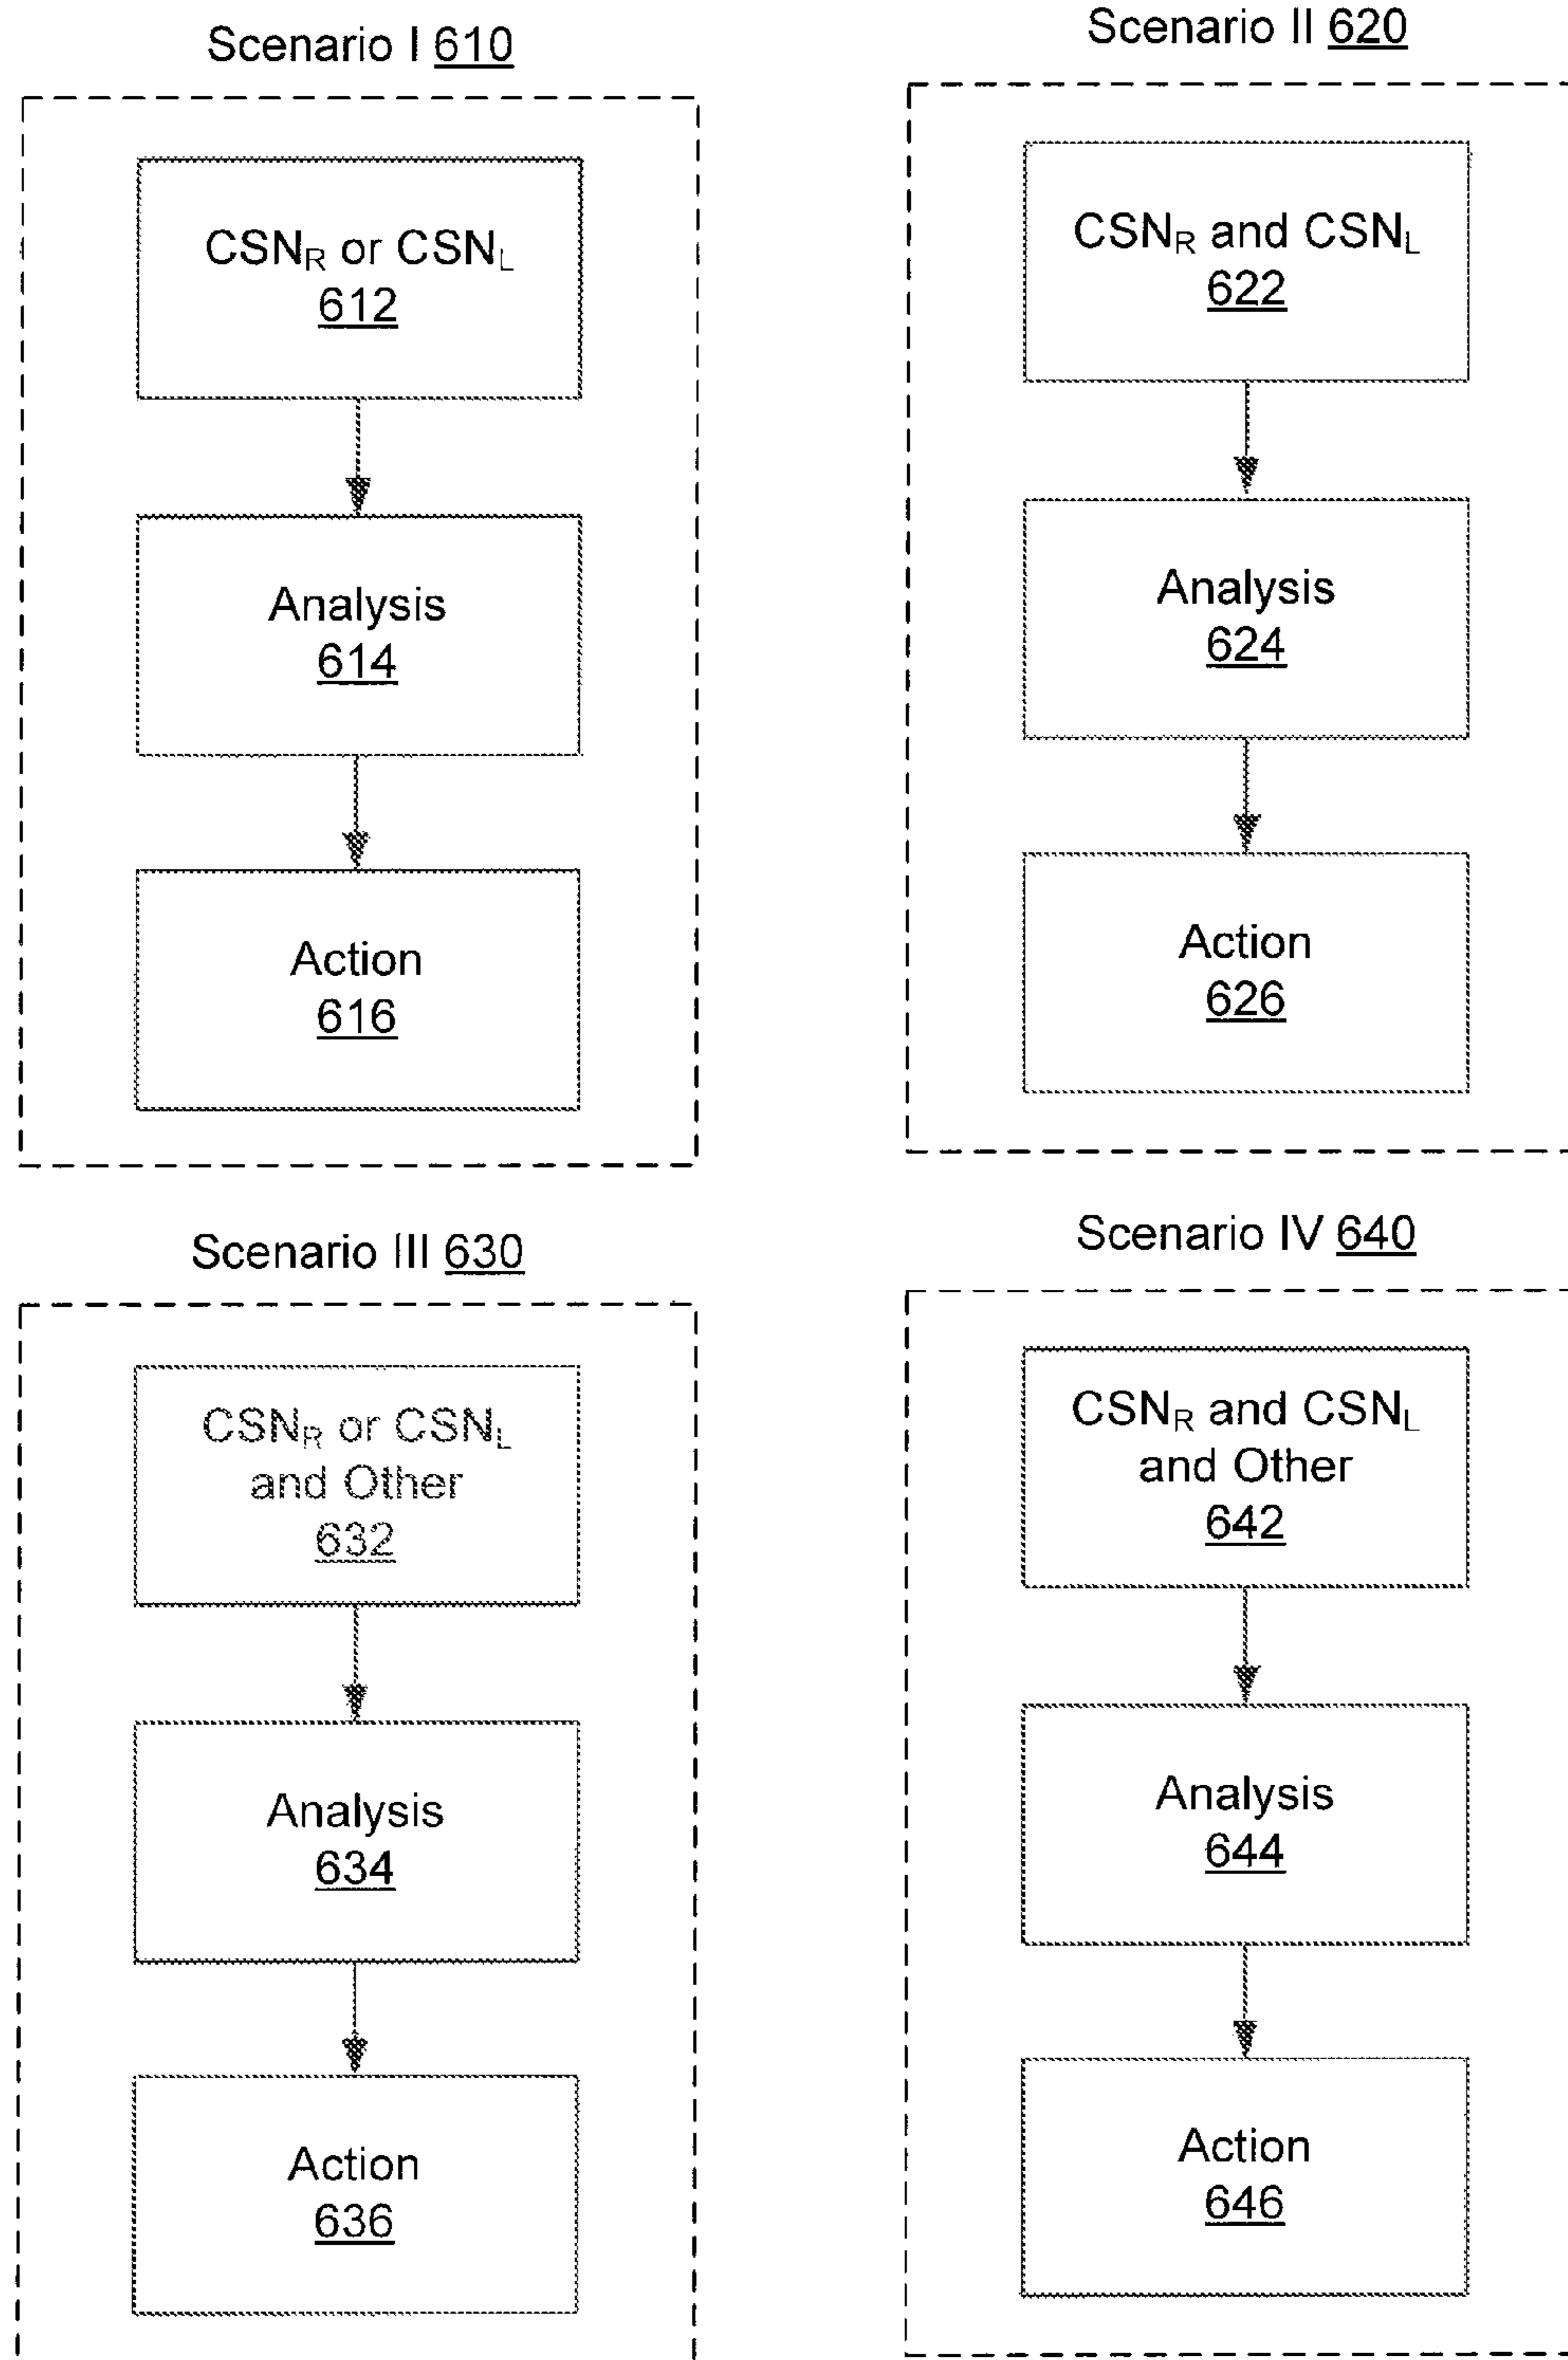 Scenario I 610
CSNR or CSNL
612
Analysis
614
Action
616
Scenario II 620
CSNR and CSNL
622
Analysis
624
Action
626
Scenario III 630
CSNR or CSNL
and Other
632
Analysis
634
Action
636
Scenario IV 640
CSNR and CSNL
and Other
642
Analysis
644
Action
646